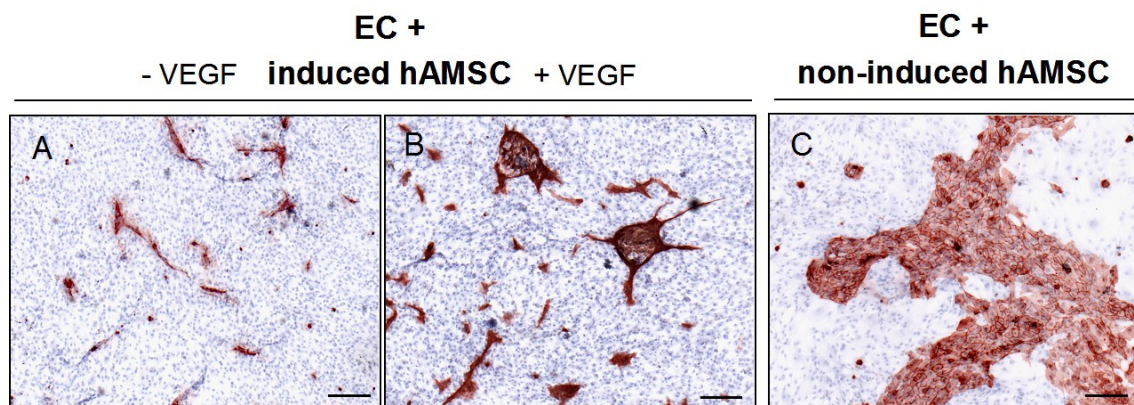 EC +
- VEGF induced hAMSC + VEGF
EC +
non-induced hAMSC
A
B
C